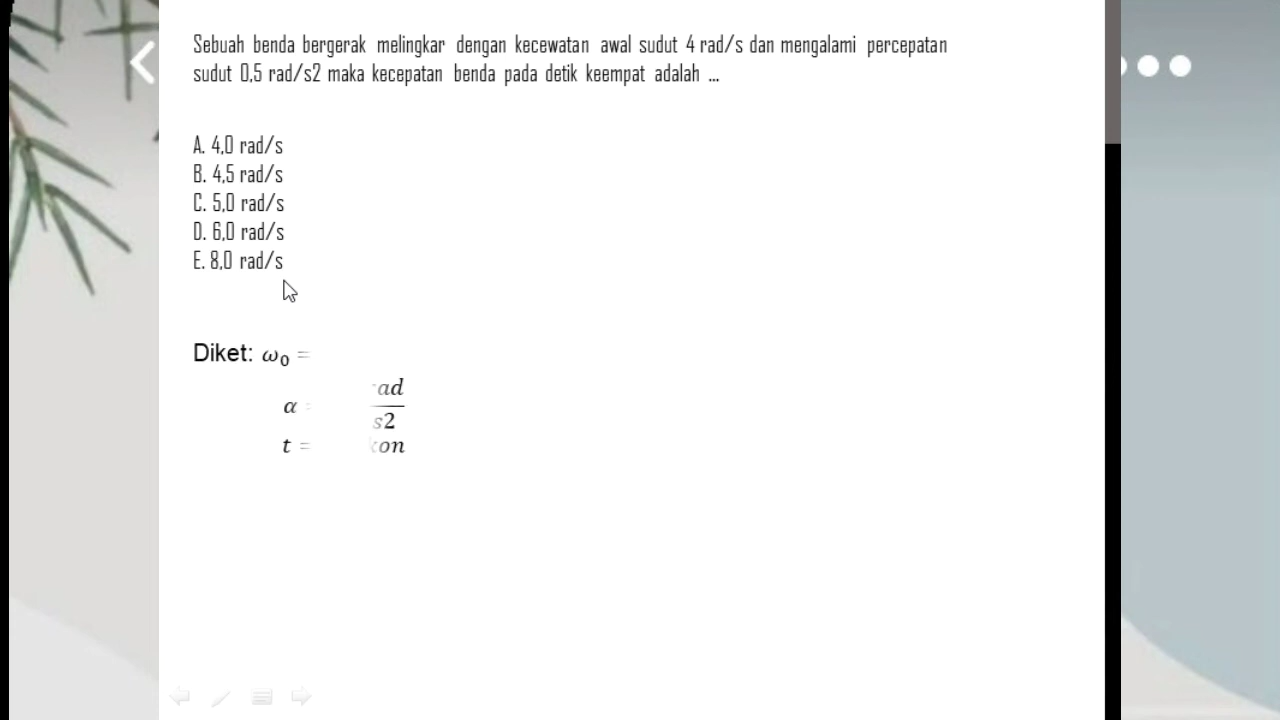 Sebuah benda bergerak melingkar dengan kecewatan awal sudut 4 rad/s dan mengalami percepatan
sudut 0,5 rad/s2 maka kecepatan benda pada detik keempat adalah ...
A. 4,0 rad/s
B. 4,5 rad/s
C. 5,0 rad/s
D. 6,0 rad/s
E. 8,0 rad/s
Diket: ω₀ =
α =
t =